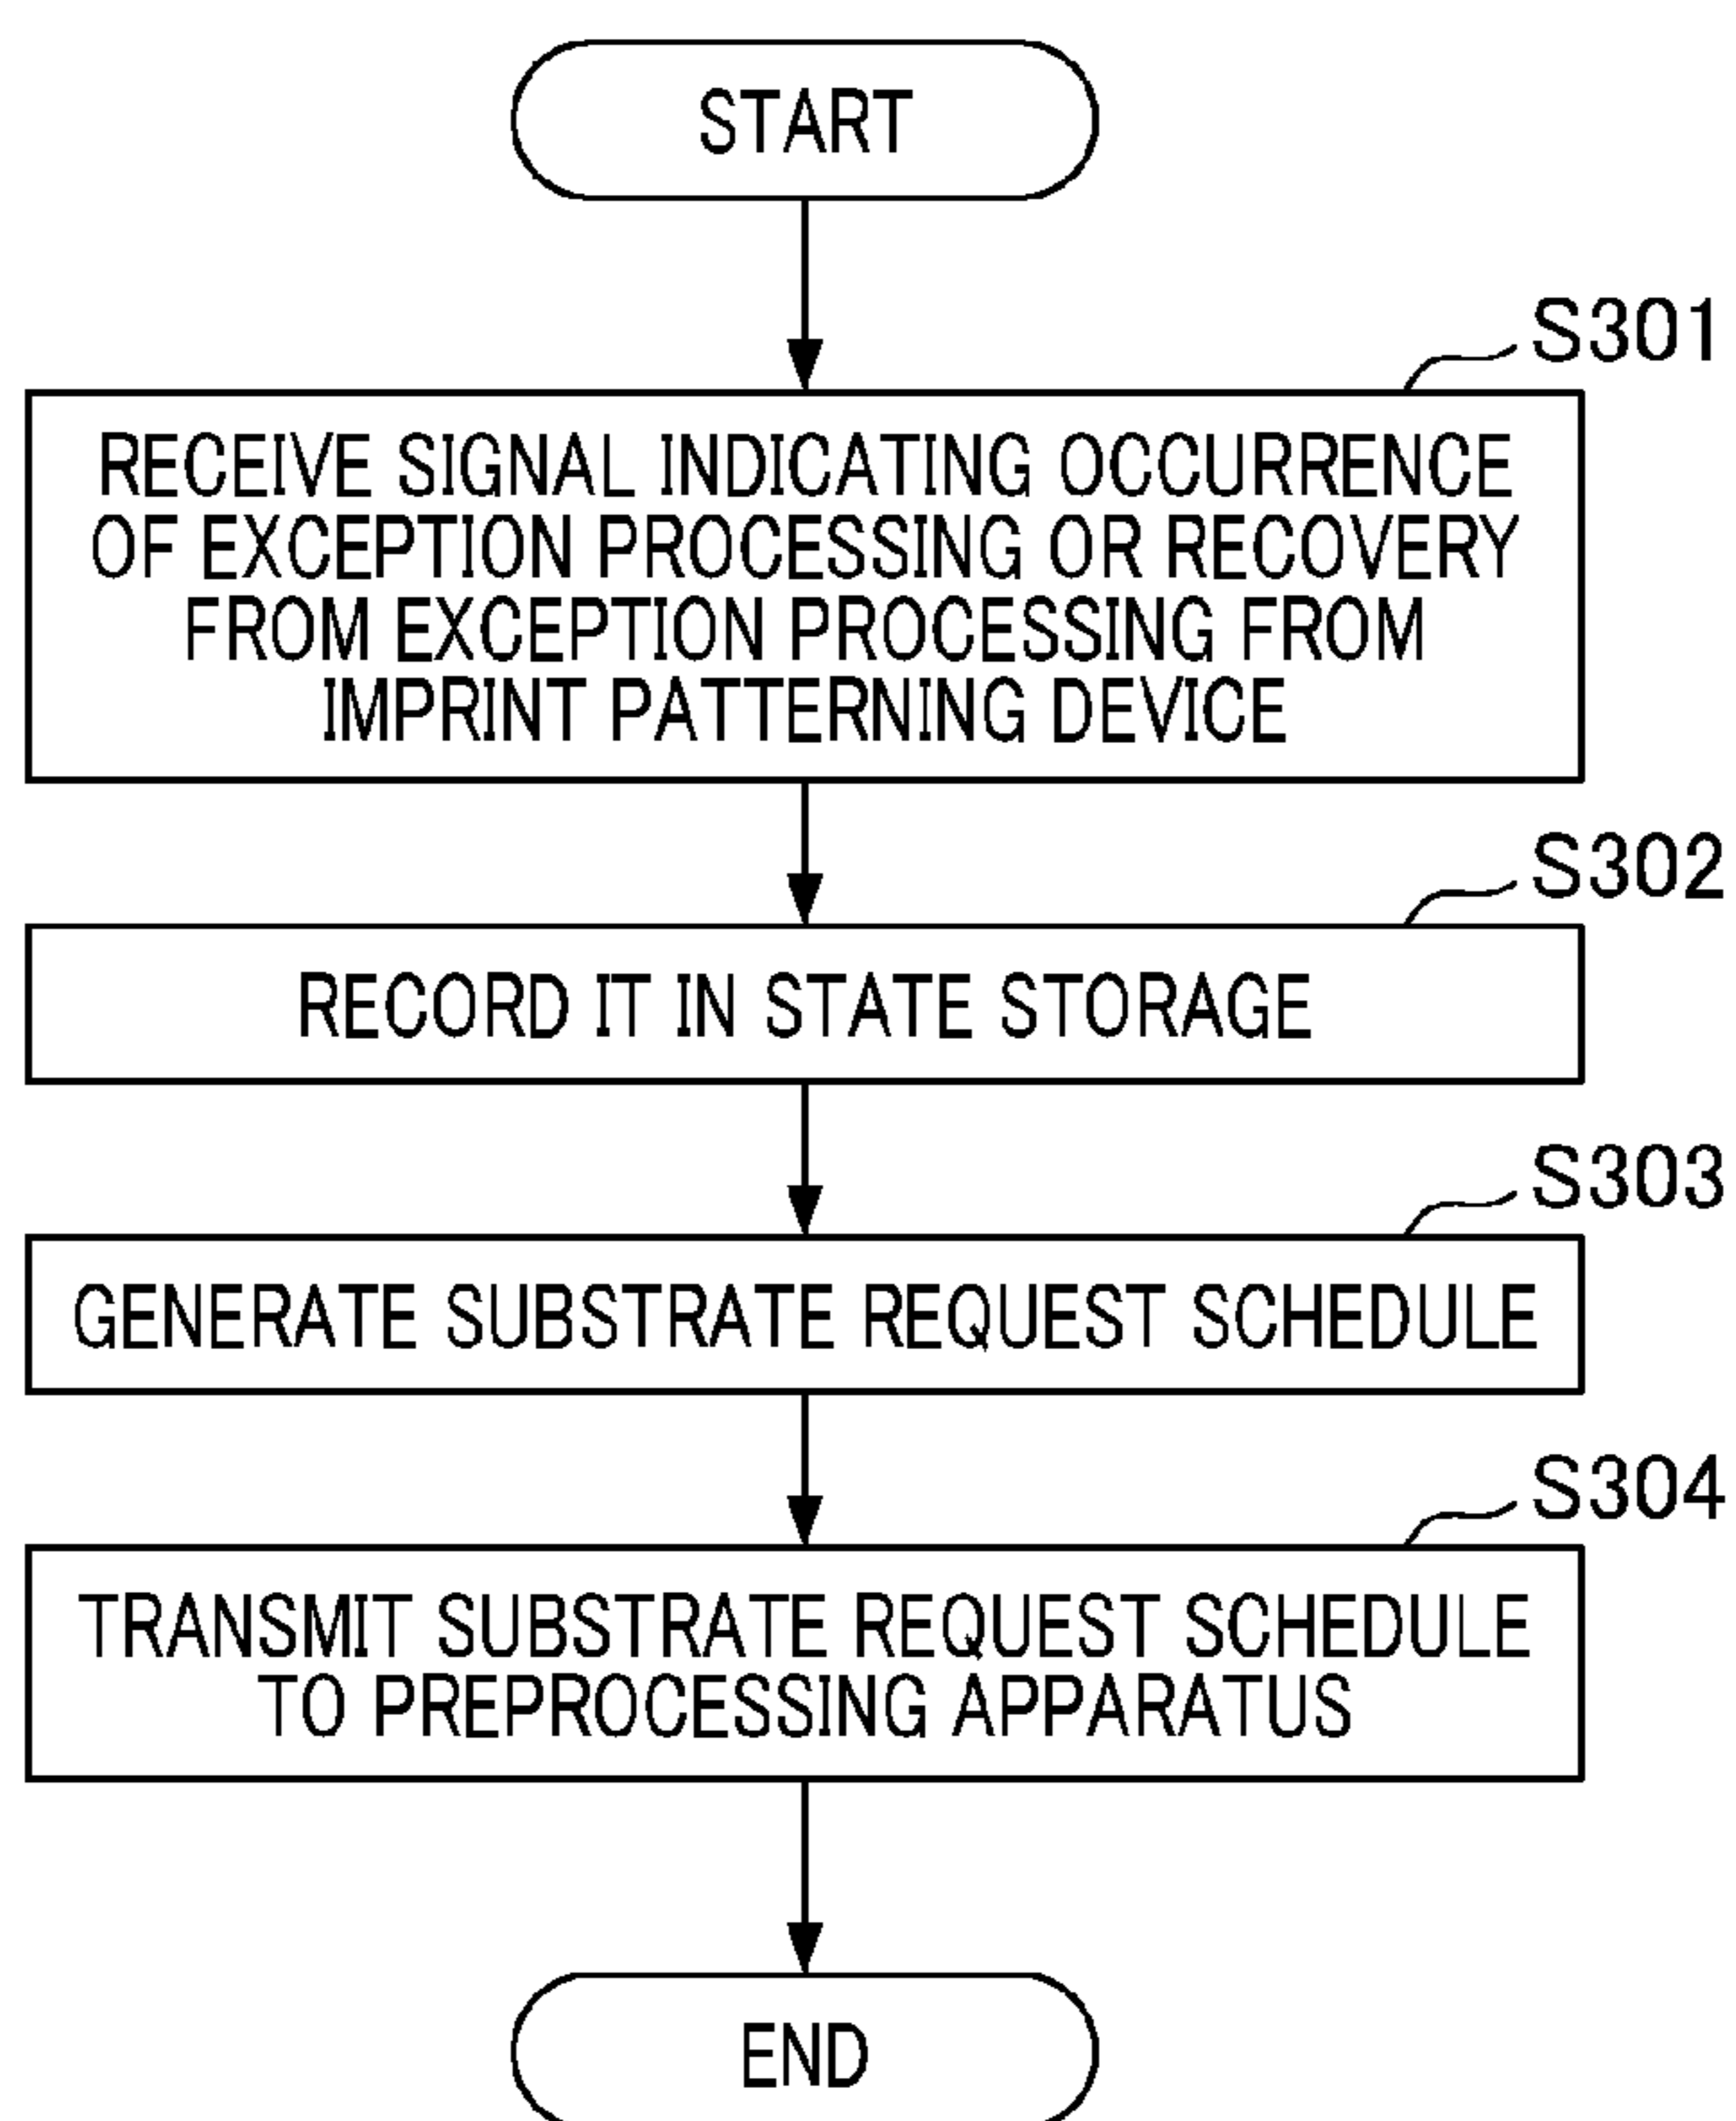 START
S301
RECEIVE SIGNAL INDICATING OCCURRENCE
OF EXCEPTION PROCESSING OR RECOVERY
FROM EXCEPTION PROCESSING FROM
IMPRINT PATTERNING DEVICE
S302
RECORD IT IN STATE STORAGE
S303
GENERATE SUBSTRATE REQUEST SCHEDULE
S304
TRANSMIT SUBSTRATE REQUEST SCHEDULE
TO PREPROCESSING APPARATUS
END